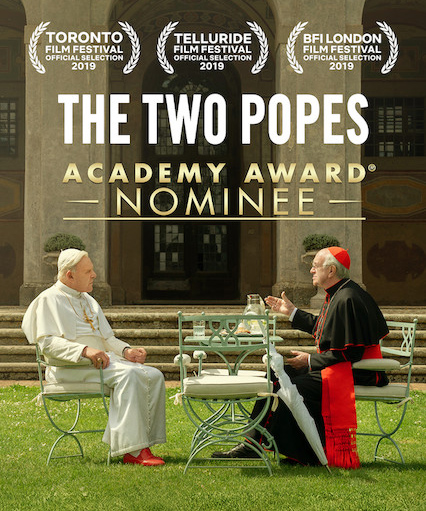 TORONTO
FILM FESTIVAL
OFFICIAL SELECTION
2019
TELLURIDE
FILM FESTIVAL
OFFICIAL SELECTION
2019
BFI LONDON
FILM FESTIVAL
OFFICIAL SELECTION
2019
THE TWO POPES
ACADEMY AWARD®
NOMINEE